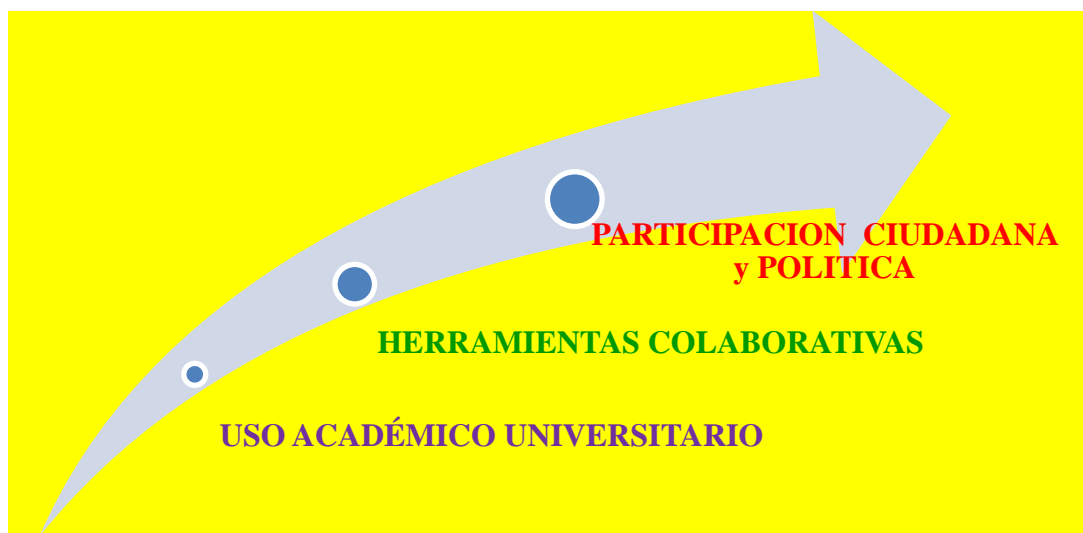 PARTICIPACION CIUDADANA
y POLITICA
HERRAMIENTAS COLABORATIVAS
USO ACADÉMICO UNIVERSITARIO